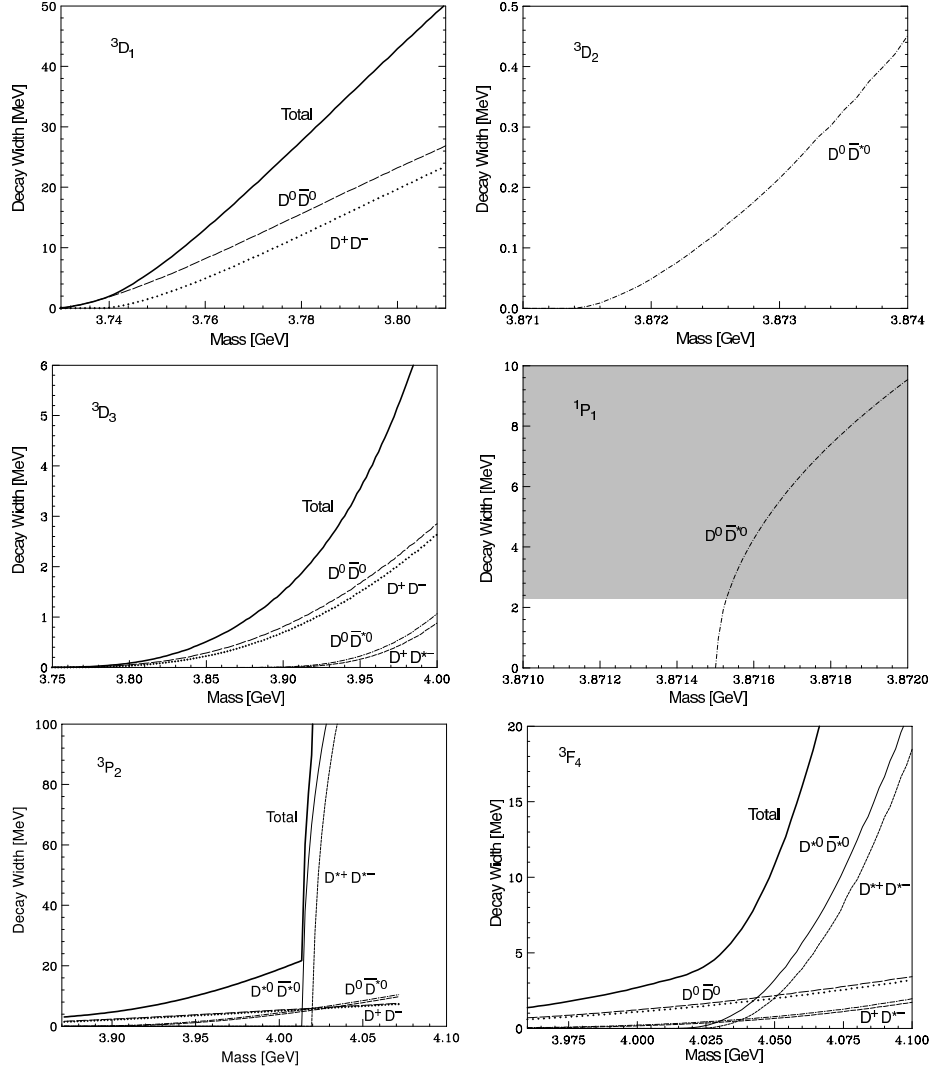 ³D₁
Total
D⁰D̅⁰
D⁺D⁻
Decay Width [MeV]
50
40
30
20
10
0
3.74
3.76
3.78
3.80
Mass [GeV]
³D₂
D⁰D̅*⁰
Decay Width [MeV]
0.5
0.4
0.3
0.2
0.1
0.0
3.871
3.872
3.873
3.874
Mass [GeV]
³D₃
Total
D⁰D̅⁰
D⁺D⁻
D⁰D̅*⁰
D⁺D*⁻
Decay Width [MeV]
6
5
4
3
2
1
0
3.75
3.80
3.85
3.90
3.95
4.00
Mass [GeV]
¹P₁
D⁰D̅*⁰
Decay Width [MeV]
10
8
6
4
2
0
3.8710
3.8712
3.8714
3.8716
3.8718
3.8720
Mass [GeV]
³P₂
Total
D*⁺D*⁻
D*⁰D̅*⁰
D⁰D̅*⁰
D⁺D⁻
Decay Width [MeV]
100
80
60
40
20
0
3.90
3.95
4.00
4.05
4.10
Mass [GeV]
³F₄
Total
D*⁰D̅*⁰
D*⁺D*⁻
D⁰D̅⁰
D⁺D*⁻
Decay Width [MeV]
20
15
10
5
0
3.975
4.000
4.025
4.050
4.075
4.100
Mass [GeV]